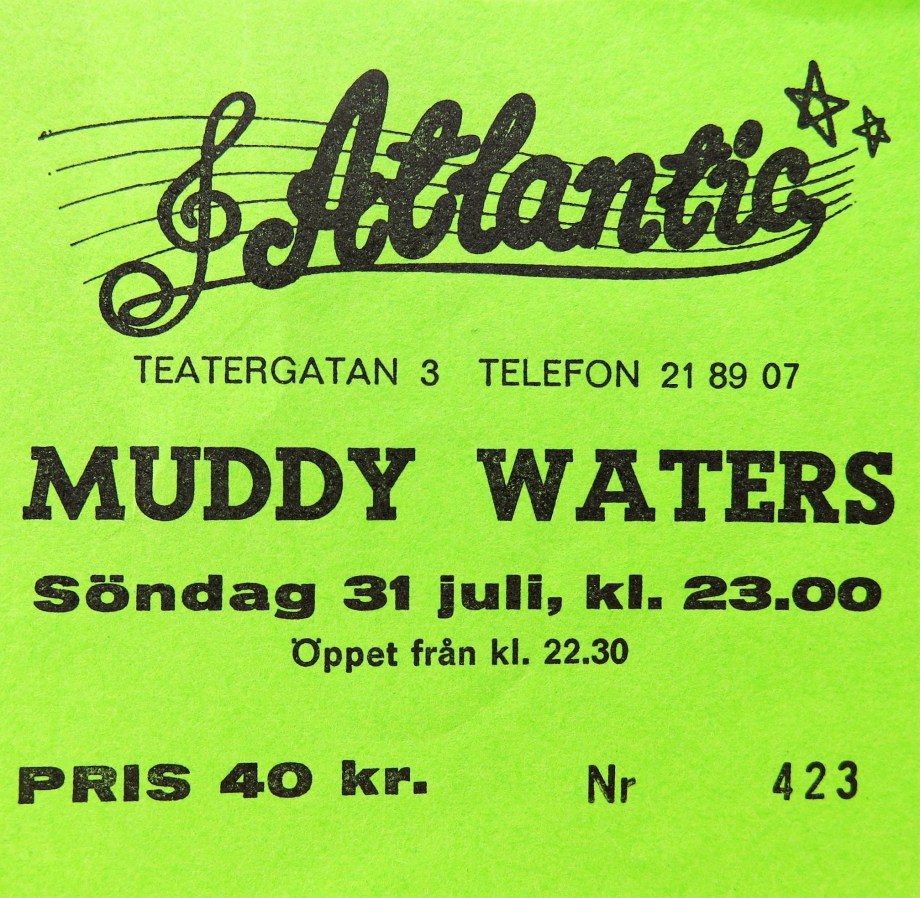 Atlantic
TEATERGATAN 3 TELEFON 21 89 07
MUDDY WATERS
Söndag 31 juli, kl. 23.00
Öppet från kl. 22.30
PRIS 40 kr. Nr 423